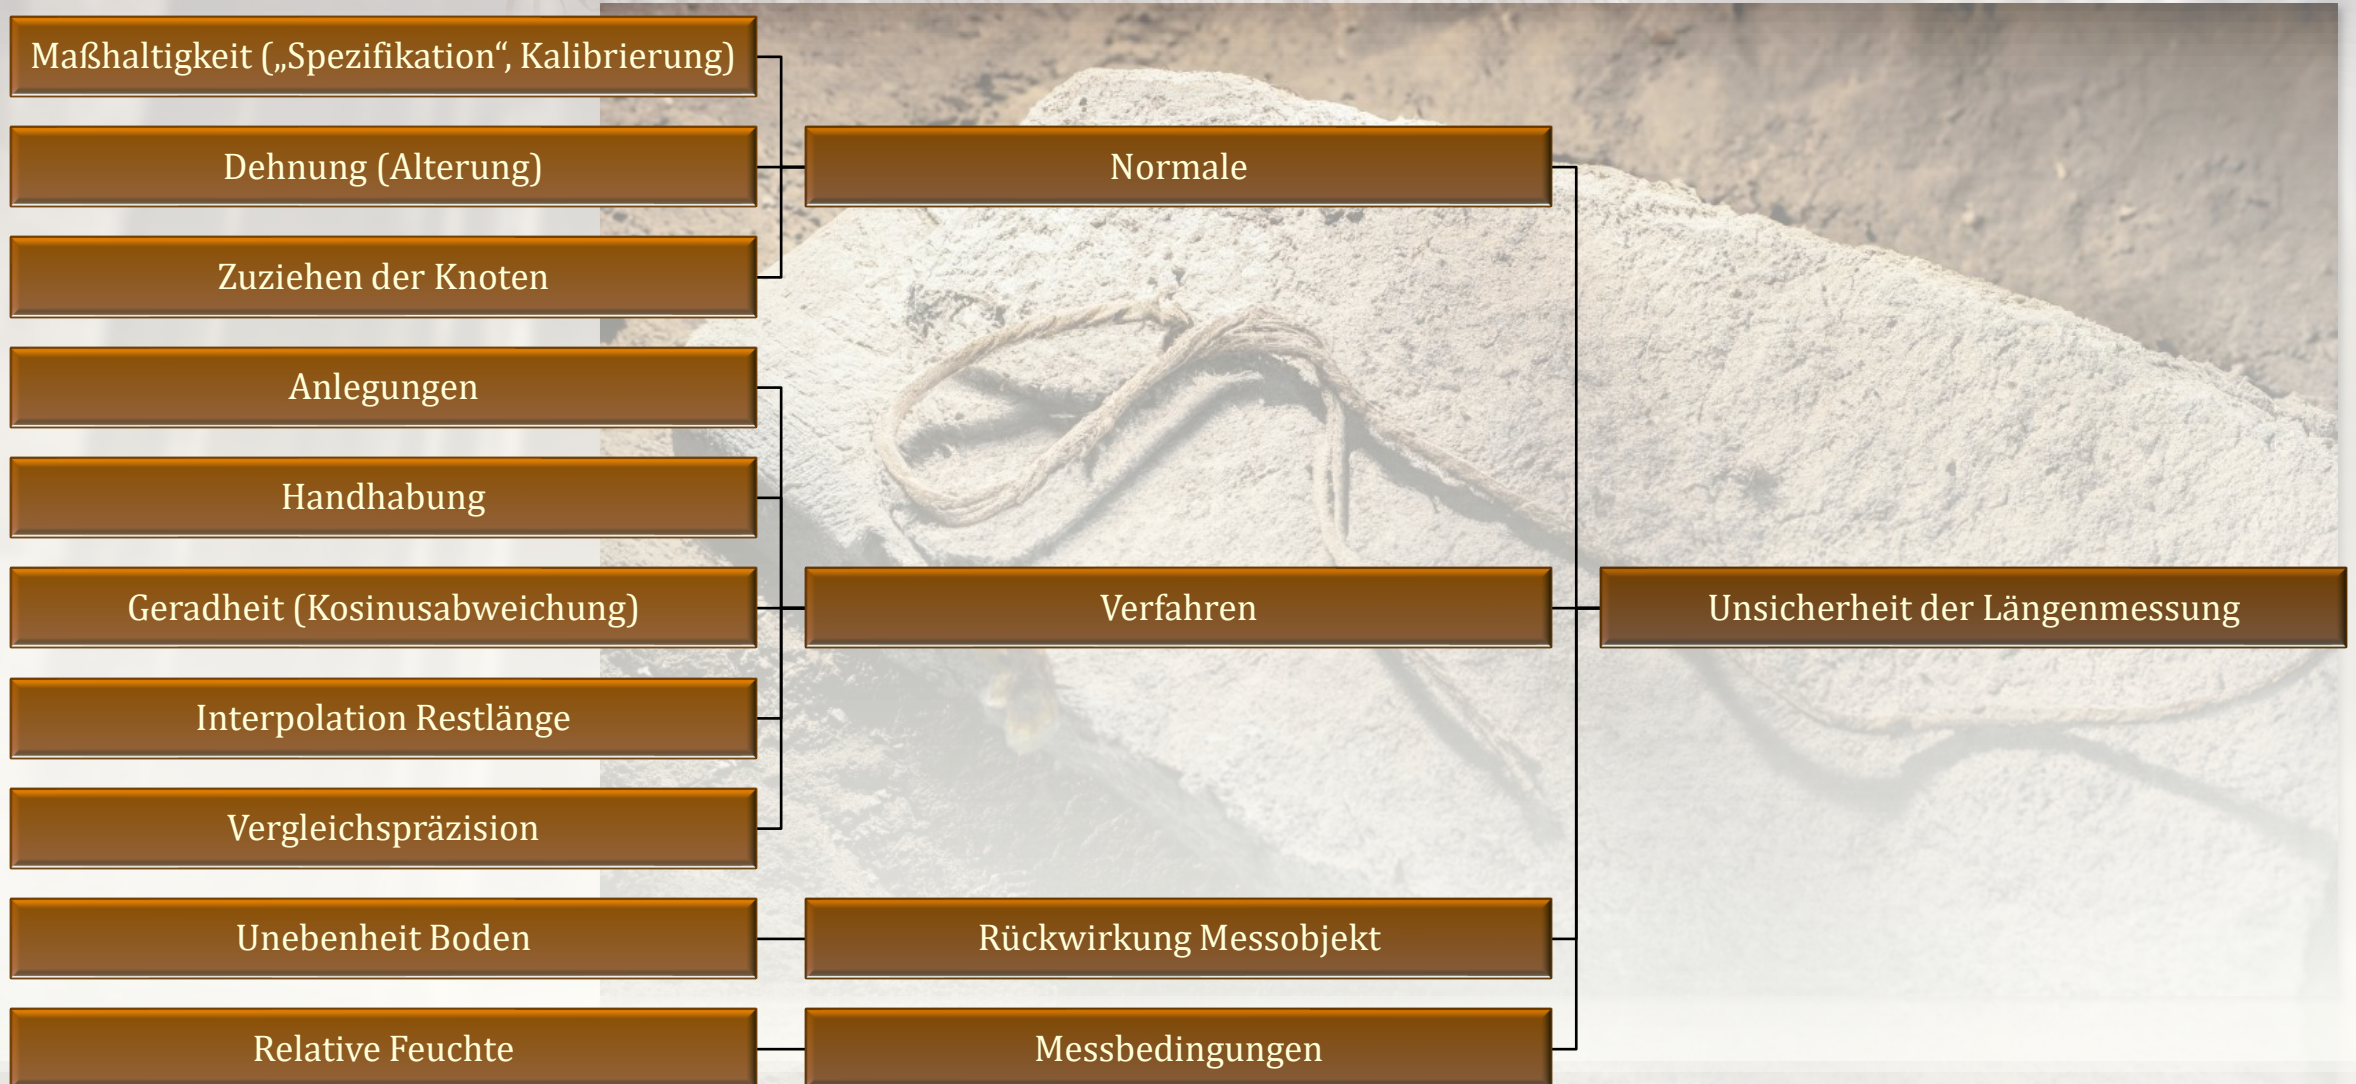 Maßhaltigkeit („Spezifikation“, Kalibrierung)
Dehnung (Alterung)
Zuziehen der Knoten
Anlegungen
Handhabung
Geradheit (Kosinusabweichung)
Interpolation Restlänge
Vergleichspräzision
Unebenheit Boden
Relative Feuchte
Normale
Verfahren
Rückwirkung Messobjekt
Messbedingungen
Unsicherheit der Längenmessung